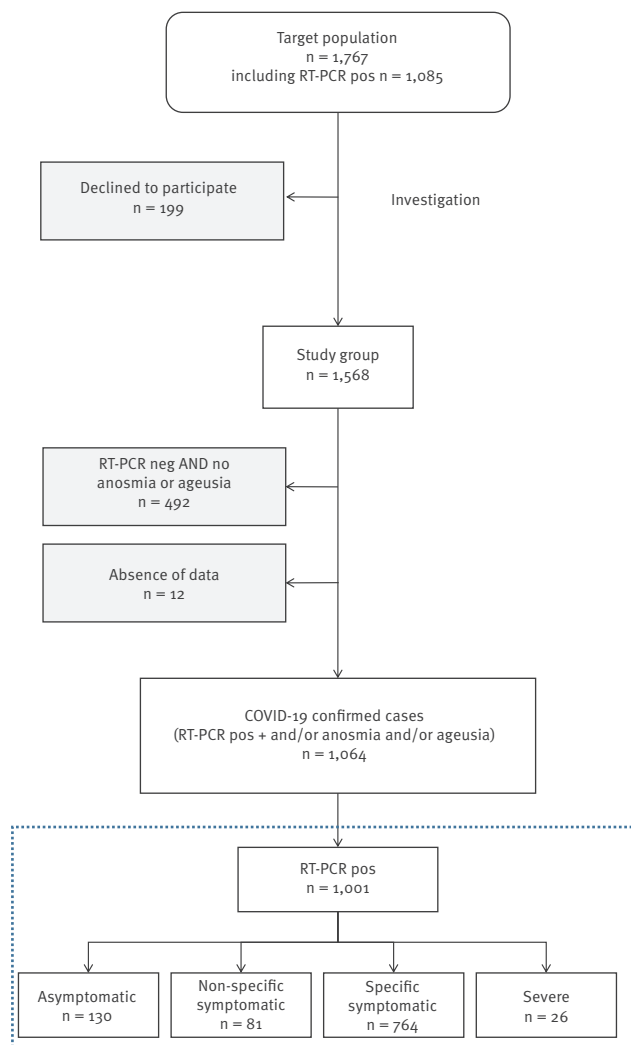 Target population
n = 1,767
including RT-PCR pos n = 1,085
Declined to participate
n = 199
Investigation
Study group
n = 1,568
RT-PCR neg AND no
anosmia or ageusia
n = 492
Absence of data
n = 12
COVID-19 confirmed cases
(RT-PCR pos + and/or anosmia and/or ageusia)
n = 1,064
RT-PCR pos
n = 1,001
Asymptomatic
n = 130
Non-specific
symptomatic
n = 81
Specific
symptomatic
n = 764
Severe
n = 26